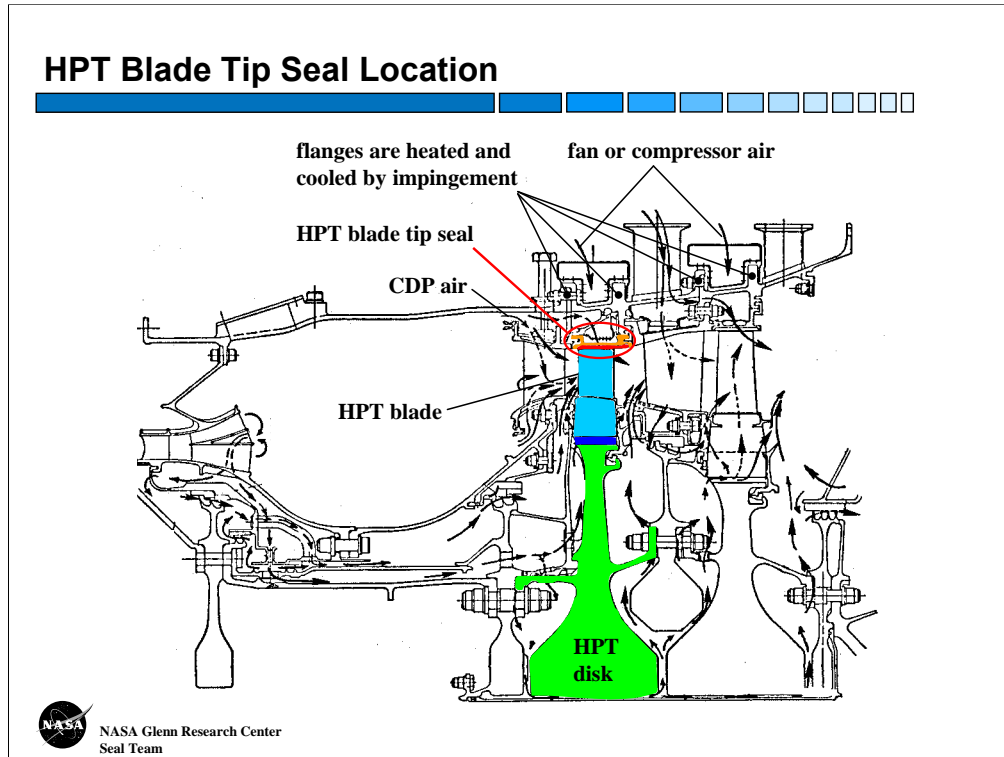 HPT Blade Tip Seal Location
flanges are heated and
cooled by impingement
fan or compressor air
HPT blade tip seal
CDP air
HPT blade
HPT
disk
NASA
NASA Glenn Research Center
Seal Team